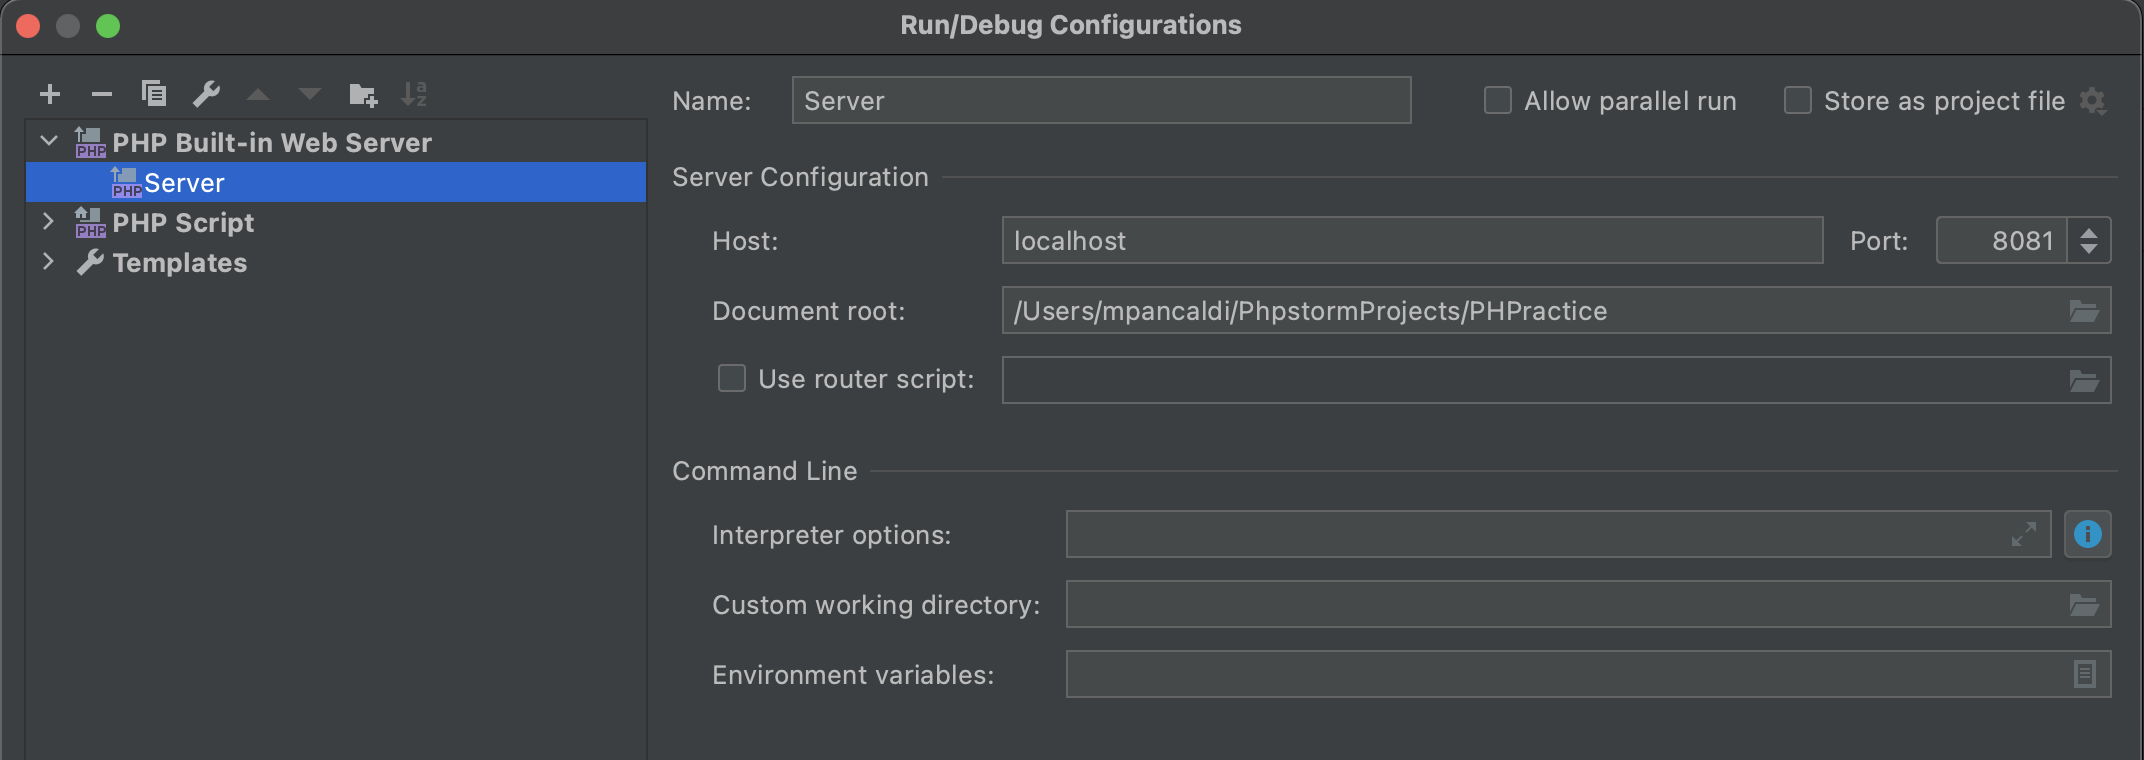 Run/Debug Configurations
PHP Built-in Web Server
PHP Server
PHP Script
Templates
Name: Server Allow parallel run Store as project file
Server Configuration
Host: localhost Port: 8081
Document root: /Users/mpancaldi/PhpstormProjects/PHPractice
Use router script:
Command Line
Interpreter options:
Custom working directory:
Environment variables: